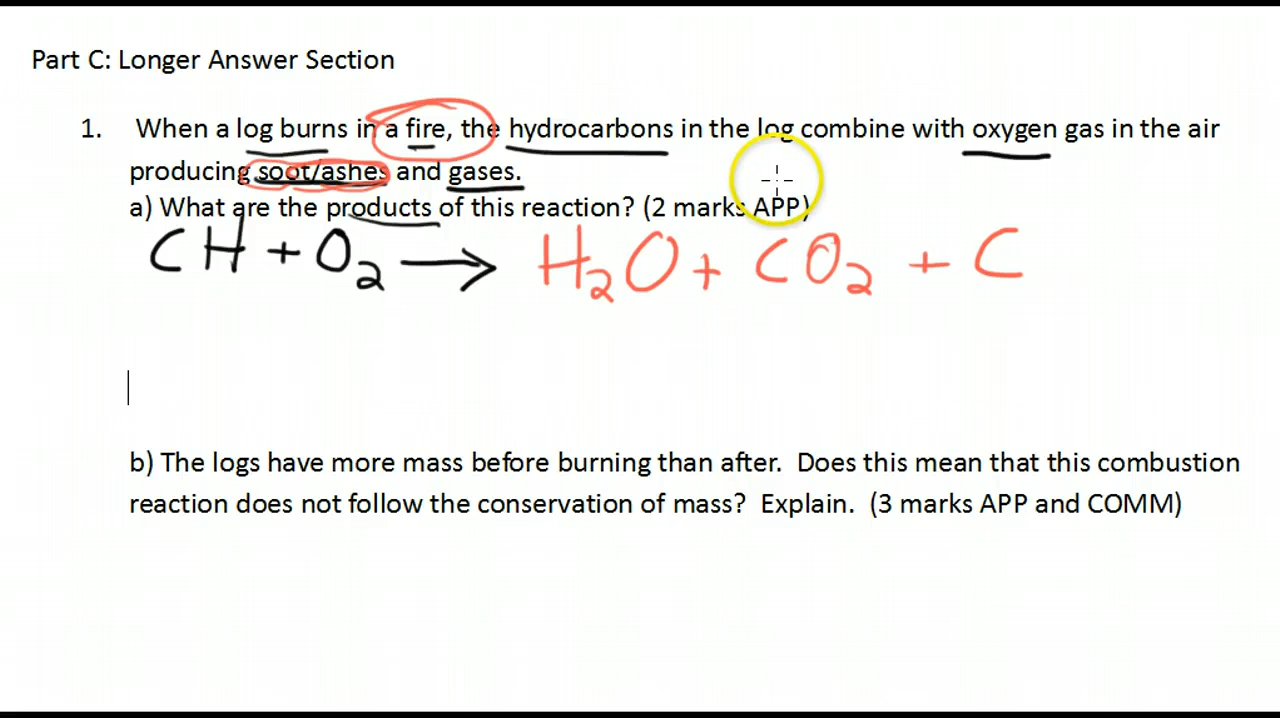 Part C: Longer Answer Section
1. When a log burns in a fire, the hydrocarbons in the log combine with oxygen gas in the air
producing soot/ashes and gases.
a) What are the products of this reaction? (2 marks APP)
CH + O₂ → H₂O + CO₂ + C
b) The logs have more mass before burning than after. Does this mean that this combustion
reaction does not follow the conservation of mass? Explain. (3 marks APP and COMM)